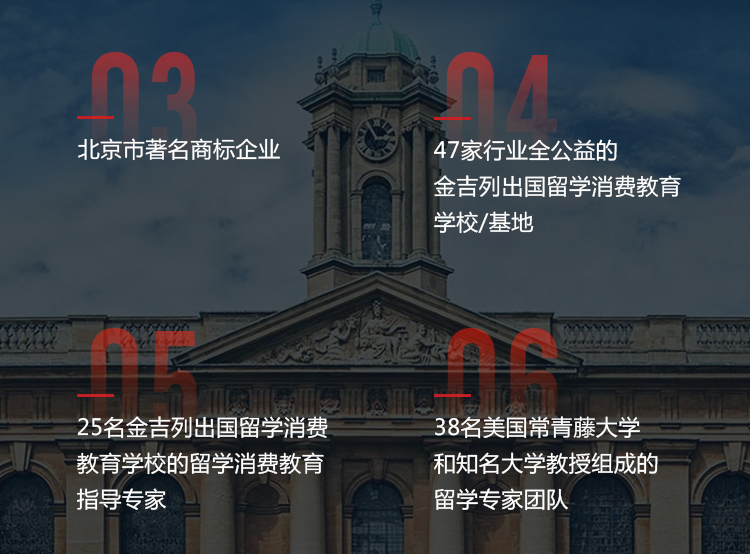 03
北京市著名商标企业
04
47家行业全公益的
金吉列出国留学消费教育
学校/基地
05
25名金吉列出国留学消费
教育学校的留学消费教育
指导专家
06
38名美国常青藤大学
和知名大学教授组成的
留学专家团队